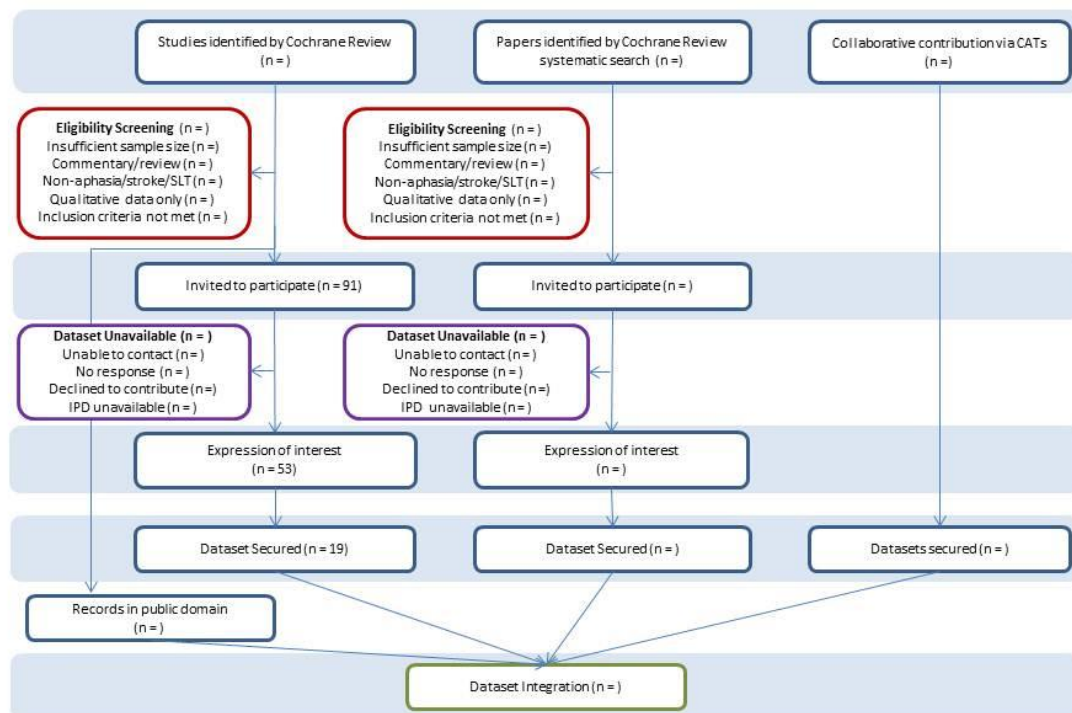 Studies identified by Cochrane Review
(n = )
Papers identified by Cochrane Review
systematic search (n =)
Collaborative contribution via CATs
(n =)
Eligibility Screening (n = )
Insufficient sample size (n =)
Commentary/review (n = )
Non-aphasia/stroke/SLT (n = )
Qualitative data only (n = )
Inclusion criteria not met (n = )
Eligibility Screening (n = )
Insufficient sample size (n =)
Commentary/review (n = )
Non-aphasia/stroke/SLT (n = )
Qualitative data only (n = )
Inclusion criteria not met (n = )
Invited to participate (n = 91)
Invited to participate (n = )
Dataset Unavailable (n = )
Unable to contact (n = )
No response (n = )
Declined to contribute (n =)
IPD unavailable (n = )
Dataset Unavailable (n = )
Unable to contact (n = )
No response (n = )
Declined to contribute (n =)
IPD unavailable (n = )
Expression of interest
(n = 53)
Expression of interest
(n = )
Dataset Secured (n = 19)
Dataset Secured (n = )
Datasets secured (n = )
Records in public domain
(n = )
Dataset Integration (n = )